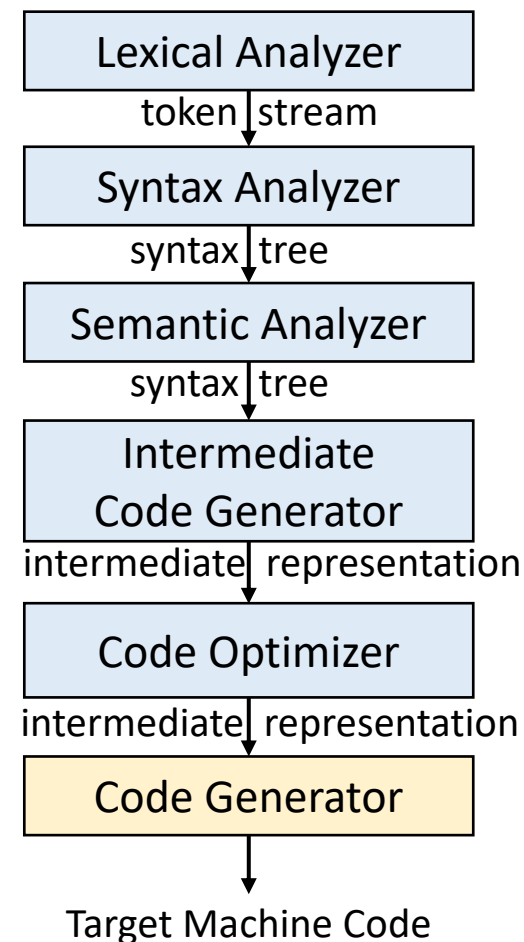 Lexical Analyzer
token stream
Syntax Analyzer
syntax tree
Semantic Analyzer
syntax tree
Intermediate
Code Generator
intermediate representation
Code Optimizer
intermediate representation
Code Generator
Target Machine Code